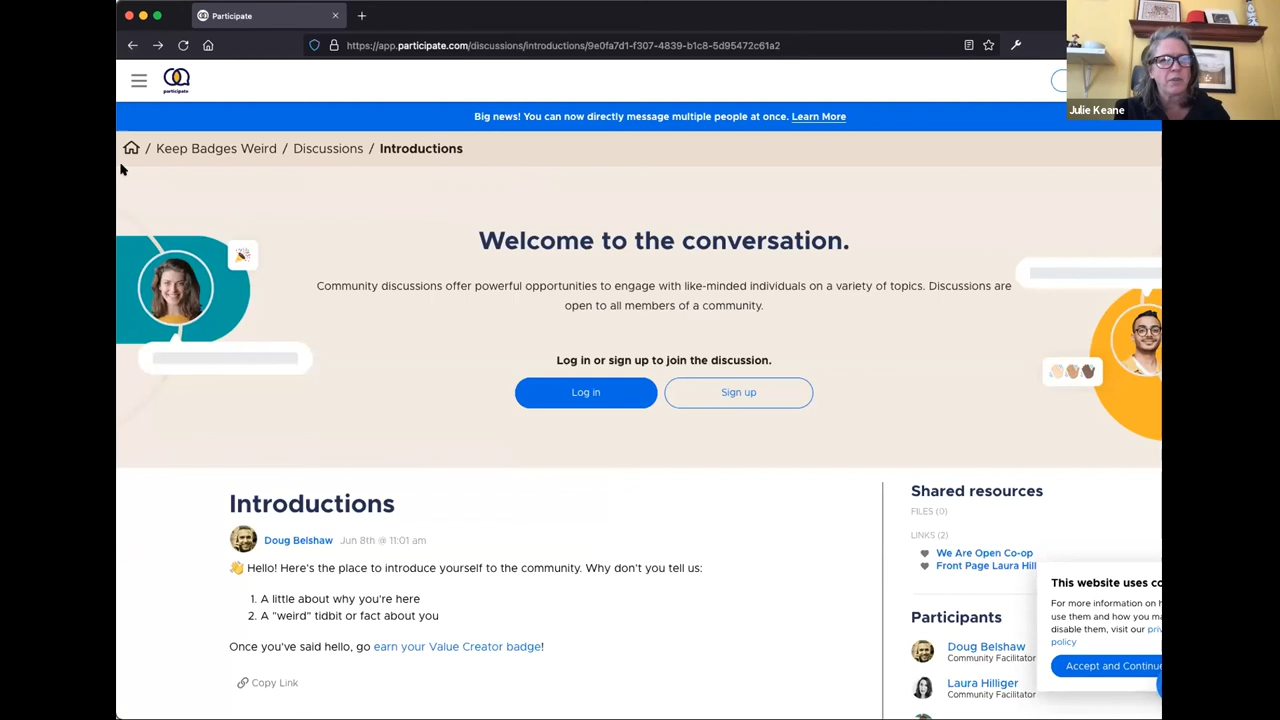 Participate
https://app.participate.com/discussions/introductions/9e0fa7d1-f307-4839-b1c8-5d95472c61a2
participate
Julie Keane
Big news! You can now directly message multiple people at once. Learn More
/ Keep Badges Weird / Discussions / Introductions
Welcome to the conversation.
Community discussions offer powerful opportunities to engage with like-minded individuals on a variety of topics. Discussions are
open to all members of a community.
Log in or sign up to join the discussion.
Log in
Sign up
Introductions
Doug Belshaw Jun 8th @ 11:01 am
👋 Hello! Here's the place to introduce yourself to the community. Why don't you tell us:
1. A little about why you're here
2. A "weird" tidbit or fact about you
Once you've said hello, go earn your Value Creator badge!
Copy Link
Shared resources
FILES (0)
LINKS (2)
We Are Open Co-op
Front Page Laura Hill
Participants
Doug Belshaw
Community Facilitator
Laura Hilliger
Community Facilitator
This website uses co
For more information on h
use them and how you ma
disable them, visit our priv
policy
Accept and Continue